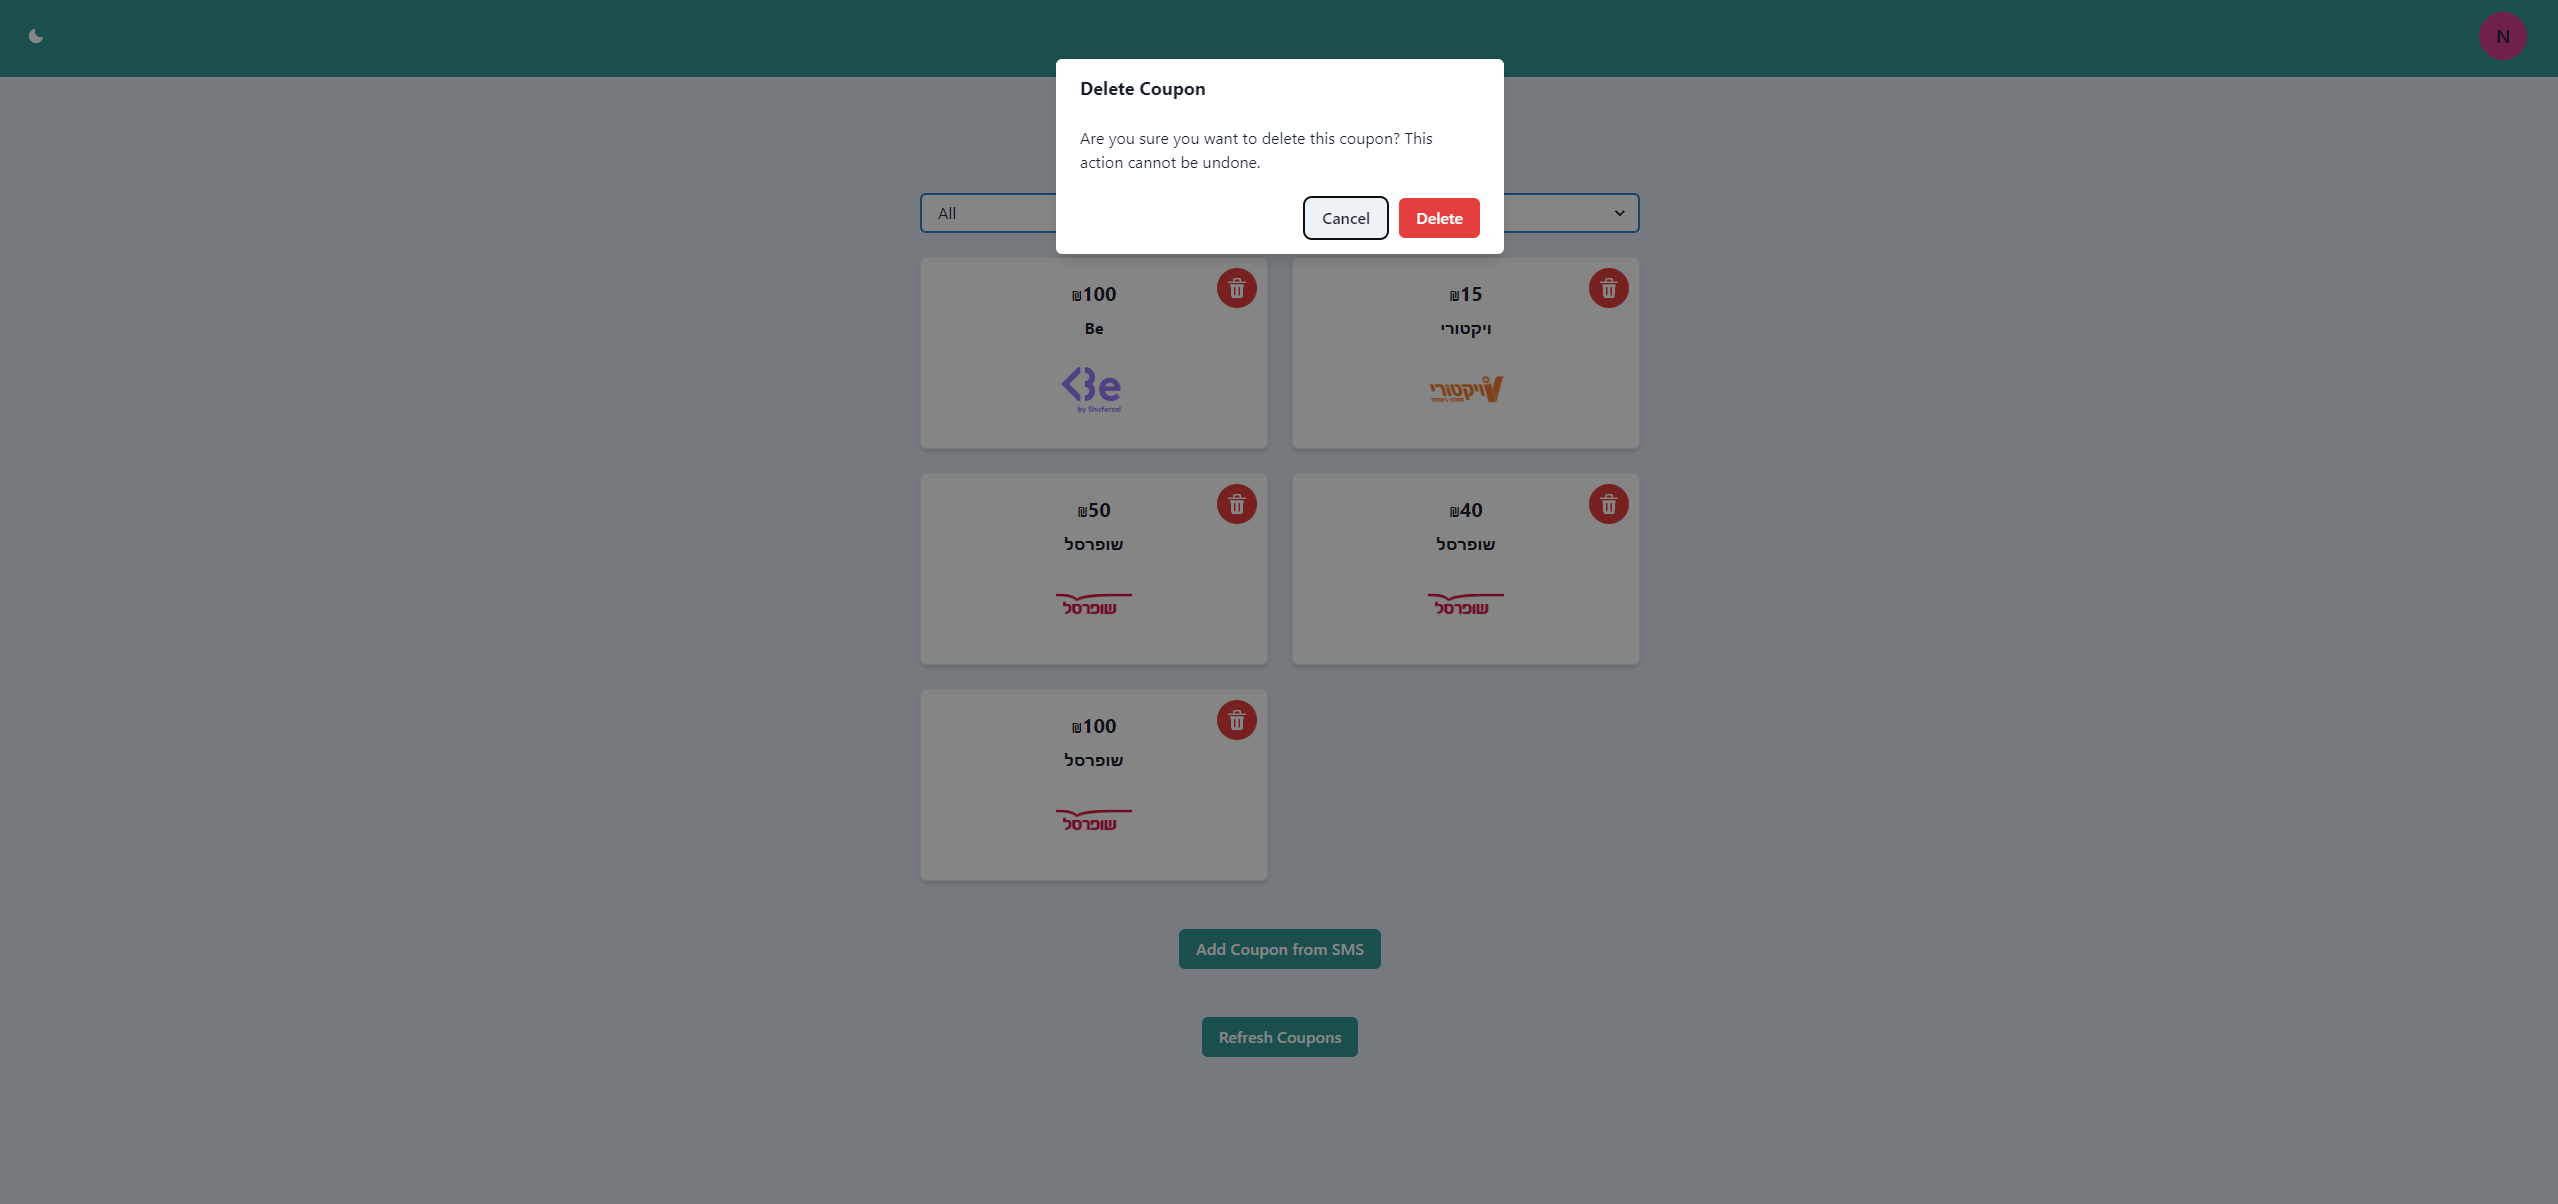 N
Delete Coupon
Are you sure you want to delete this coupon? This
action cannot be undone.
Cancel
Delete
All
₪100
Be
Be
by Shufersal
₪15
ויקטורי
ויקטורי
₪50
שופרסל
שופרסל
₪40
שופרסל
שופרסל
₪100
שופרסל
שופרסל
Add Coupon from SMS
Refresh Coupons